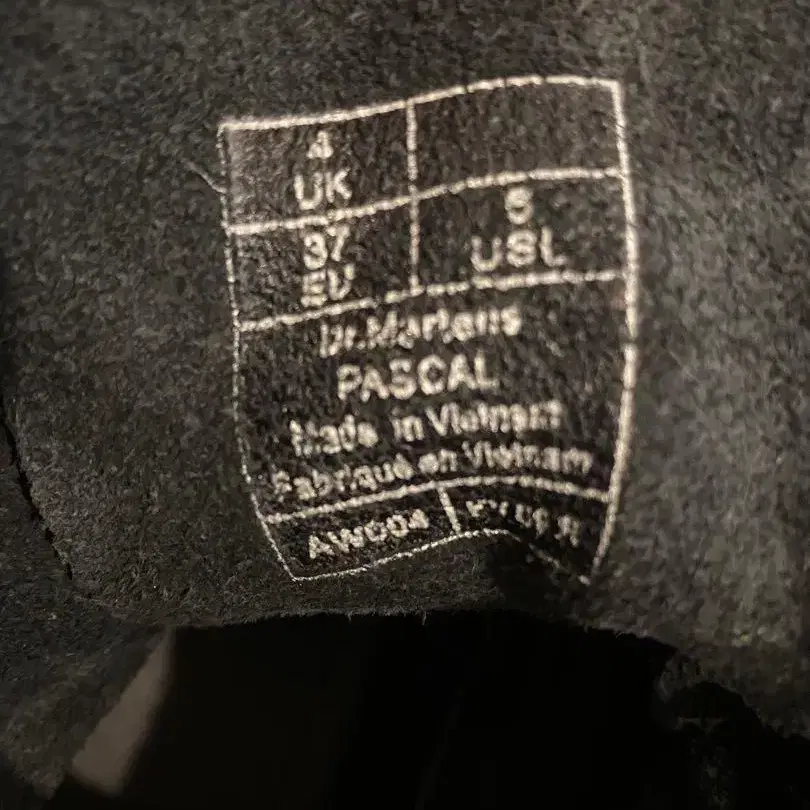 4
UK
37
EU
6
USL
Dr.Martens
PASCAL
Made in Vietnam
Fabriqué en Vietnam
AW004